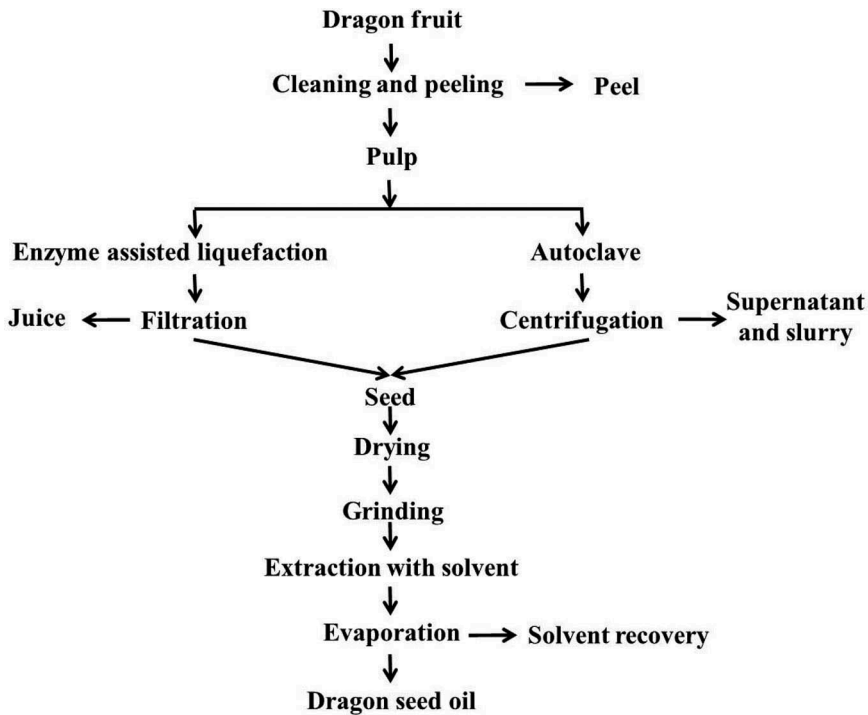 Dragon fruit
Cleaning and peeling
Peel
Pulp
Enzyme assisted liquefaction
Autoclave
Juice
Filtration
Centrifugation
Supernatant
and slurry
Seed
Drying
Grinding
Extraction with solvent
Evaporation
Solvent recovery
Dragon seed oil